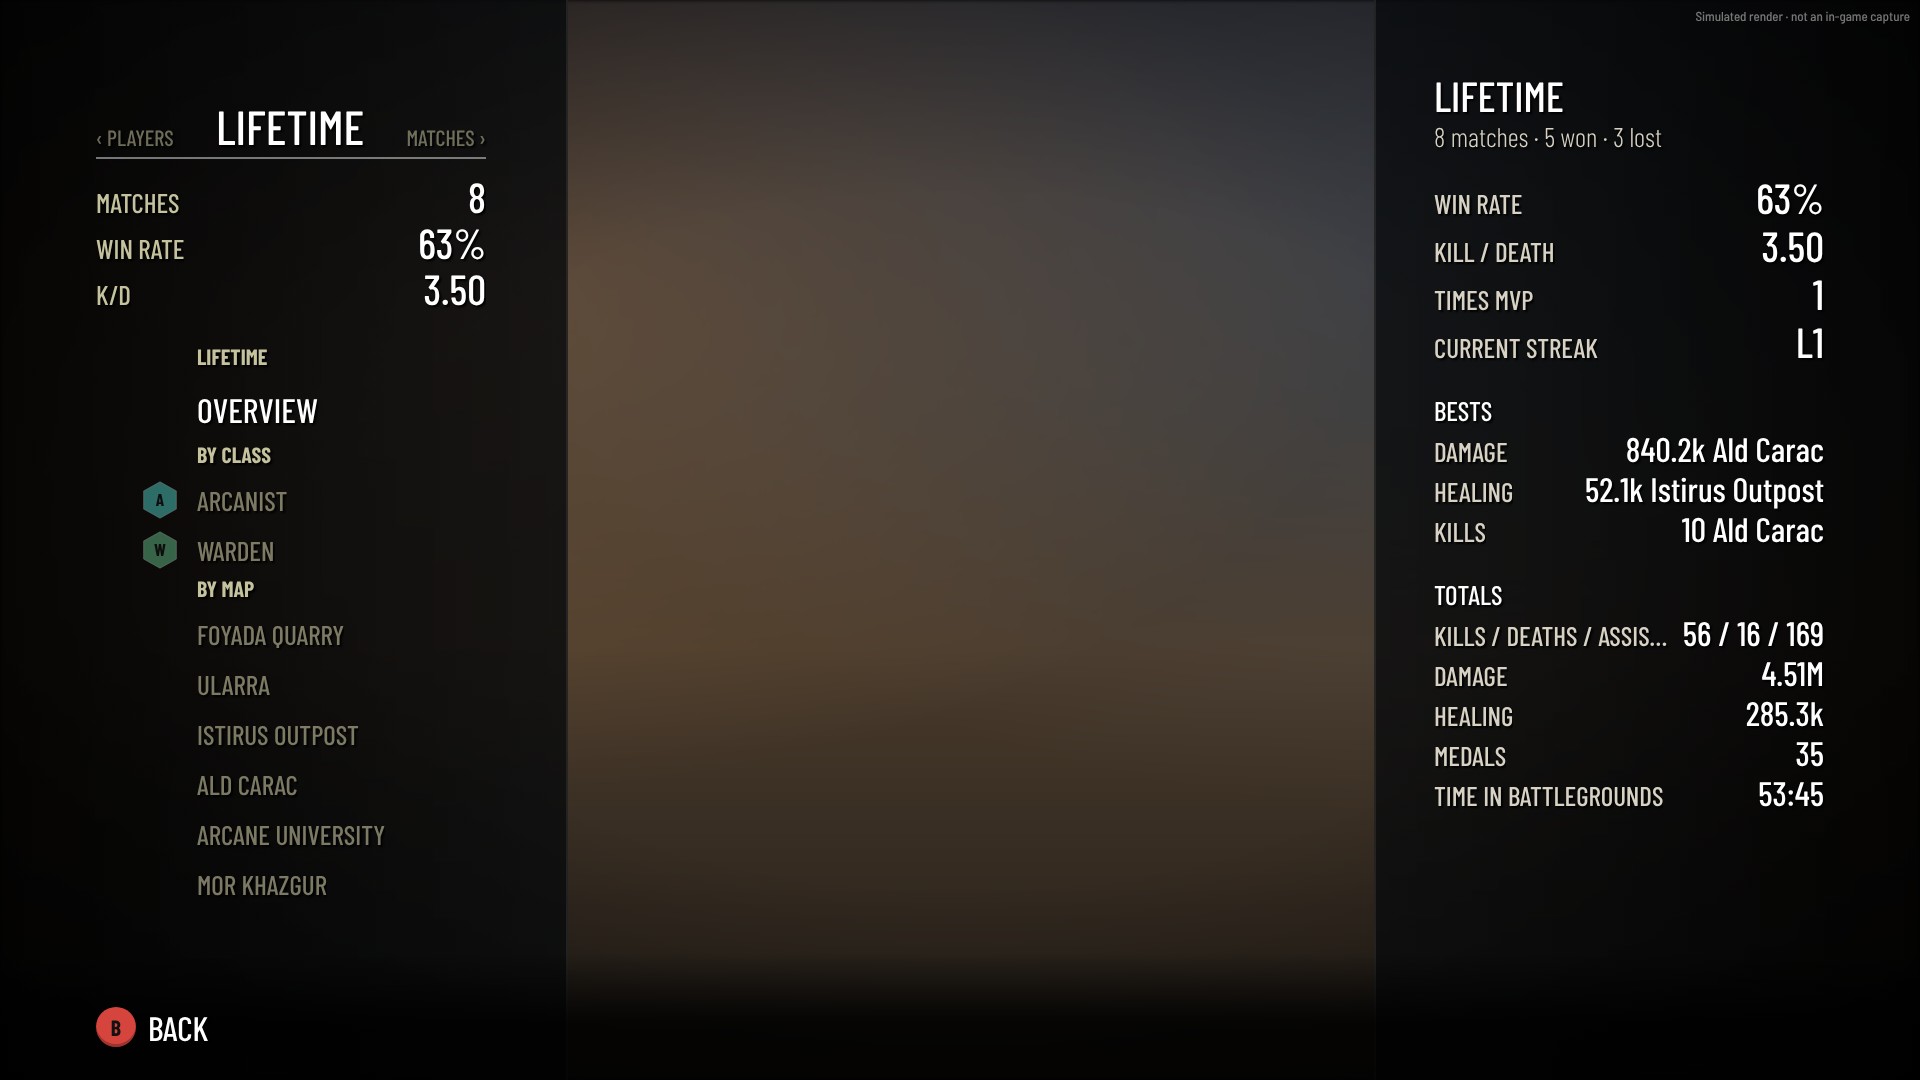 Simulated render · not an in-game capture
‹ PLAYERS LIFETIME MATCHES ›
MATCHES 8
WIN RATE 63%
K/D 3.50
LIFETIME
OVERVIEW
BY CLASS
A ARCANIST
W WARDEN
BY MAP
FOYADA QUARRY
ULARRA
ISTIRUS OUTPOST
ALD CARAC
ARCANE UNIVERSITY
MOR KHAZGUR
B BACK
LIFETIME
8 matches · 5 won · 3 lost
WIN RATE 63%
KILL / DEATH 3.50
TIMES MVP 1
CURRENT STREAK L1
BESTS
DAMAGE 840.2k Ald Carac
HEALING 52.1k Istirus Outpost
KILLS 10 Ald Carac
TOTALS
KILLS / DEATHS / ASSIS... 56 / 16 / 169
DAMAGE 4.51M
HEALING 285.3k
MEDALS 35
TIME IN BATTLEGROUNDS 53:45